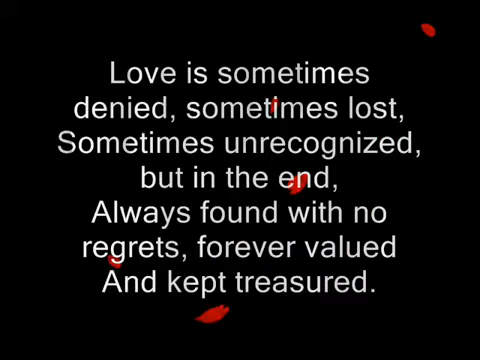 Love is sometimes
denied, sometimes lost,
Sometimes unrecognized,
but in the end,
Always found with no
regrets, forever valued
And kept treasured.